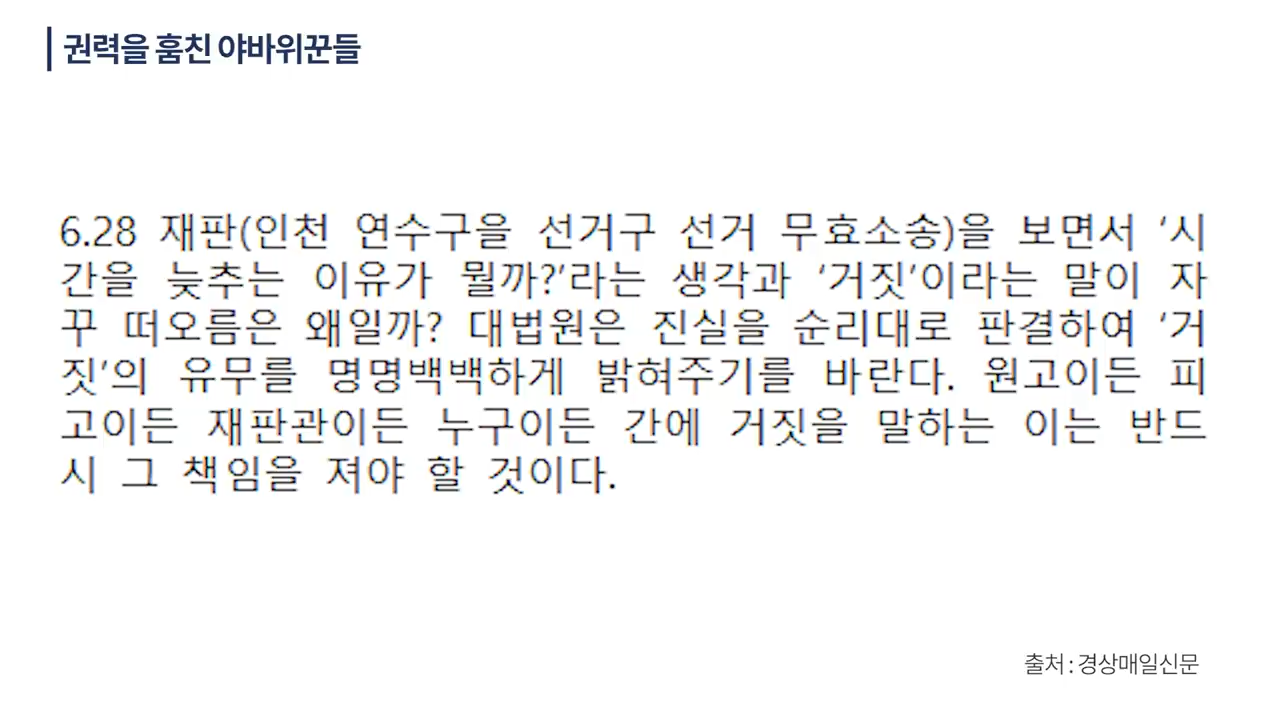 권력을 훔친 야바위꾼들
6.28 재판(인천 연수구을 선거구 선거 무효소송)을 보면서 ‘시
간을 늦추는 이유가 뭘까?’라는 생각과 ‘거짓’이라는 말이 자
꾸 떠오름은 왜일까? 대법원은 진실을 순리대로 판결하여 ‘거
짓’의 유무를 명명백백하게 밝혀주기를 바란다. 원고이든 피
고이든 재판관이든 누구이든 간에 거짓을 말하는 이는 반드
시 그 책임을 져야 할 것이다.
출처 : 경상매일신문